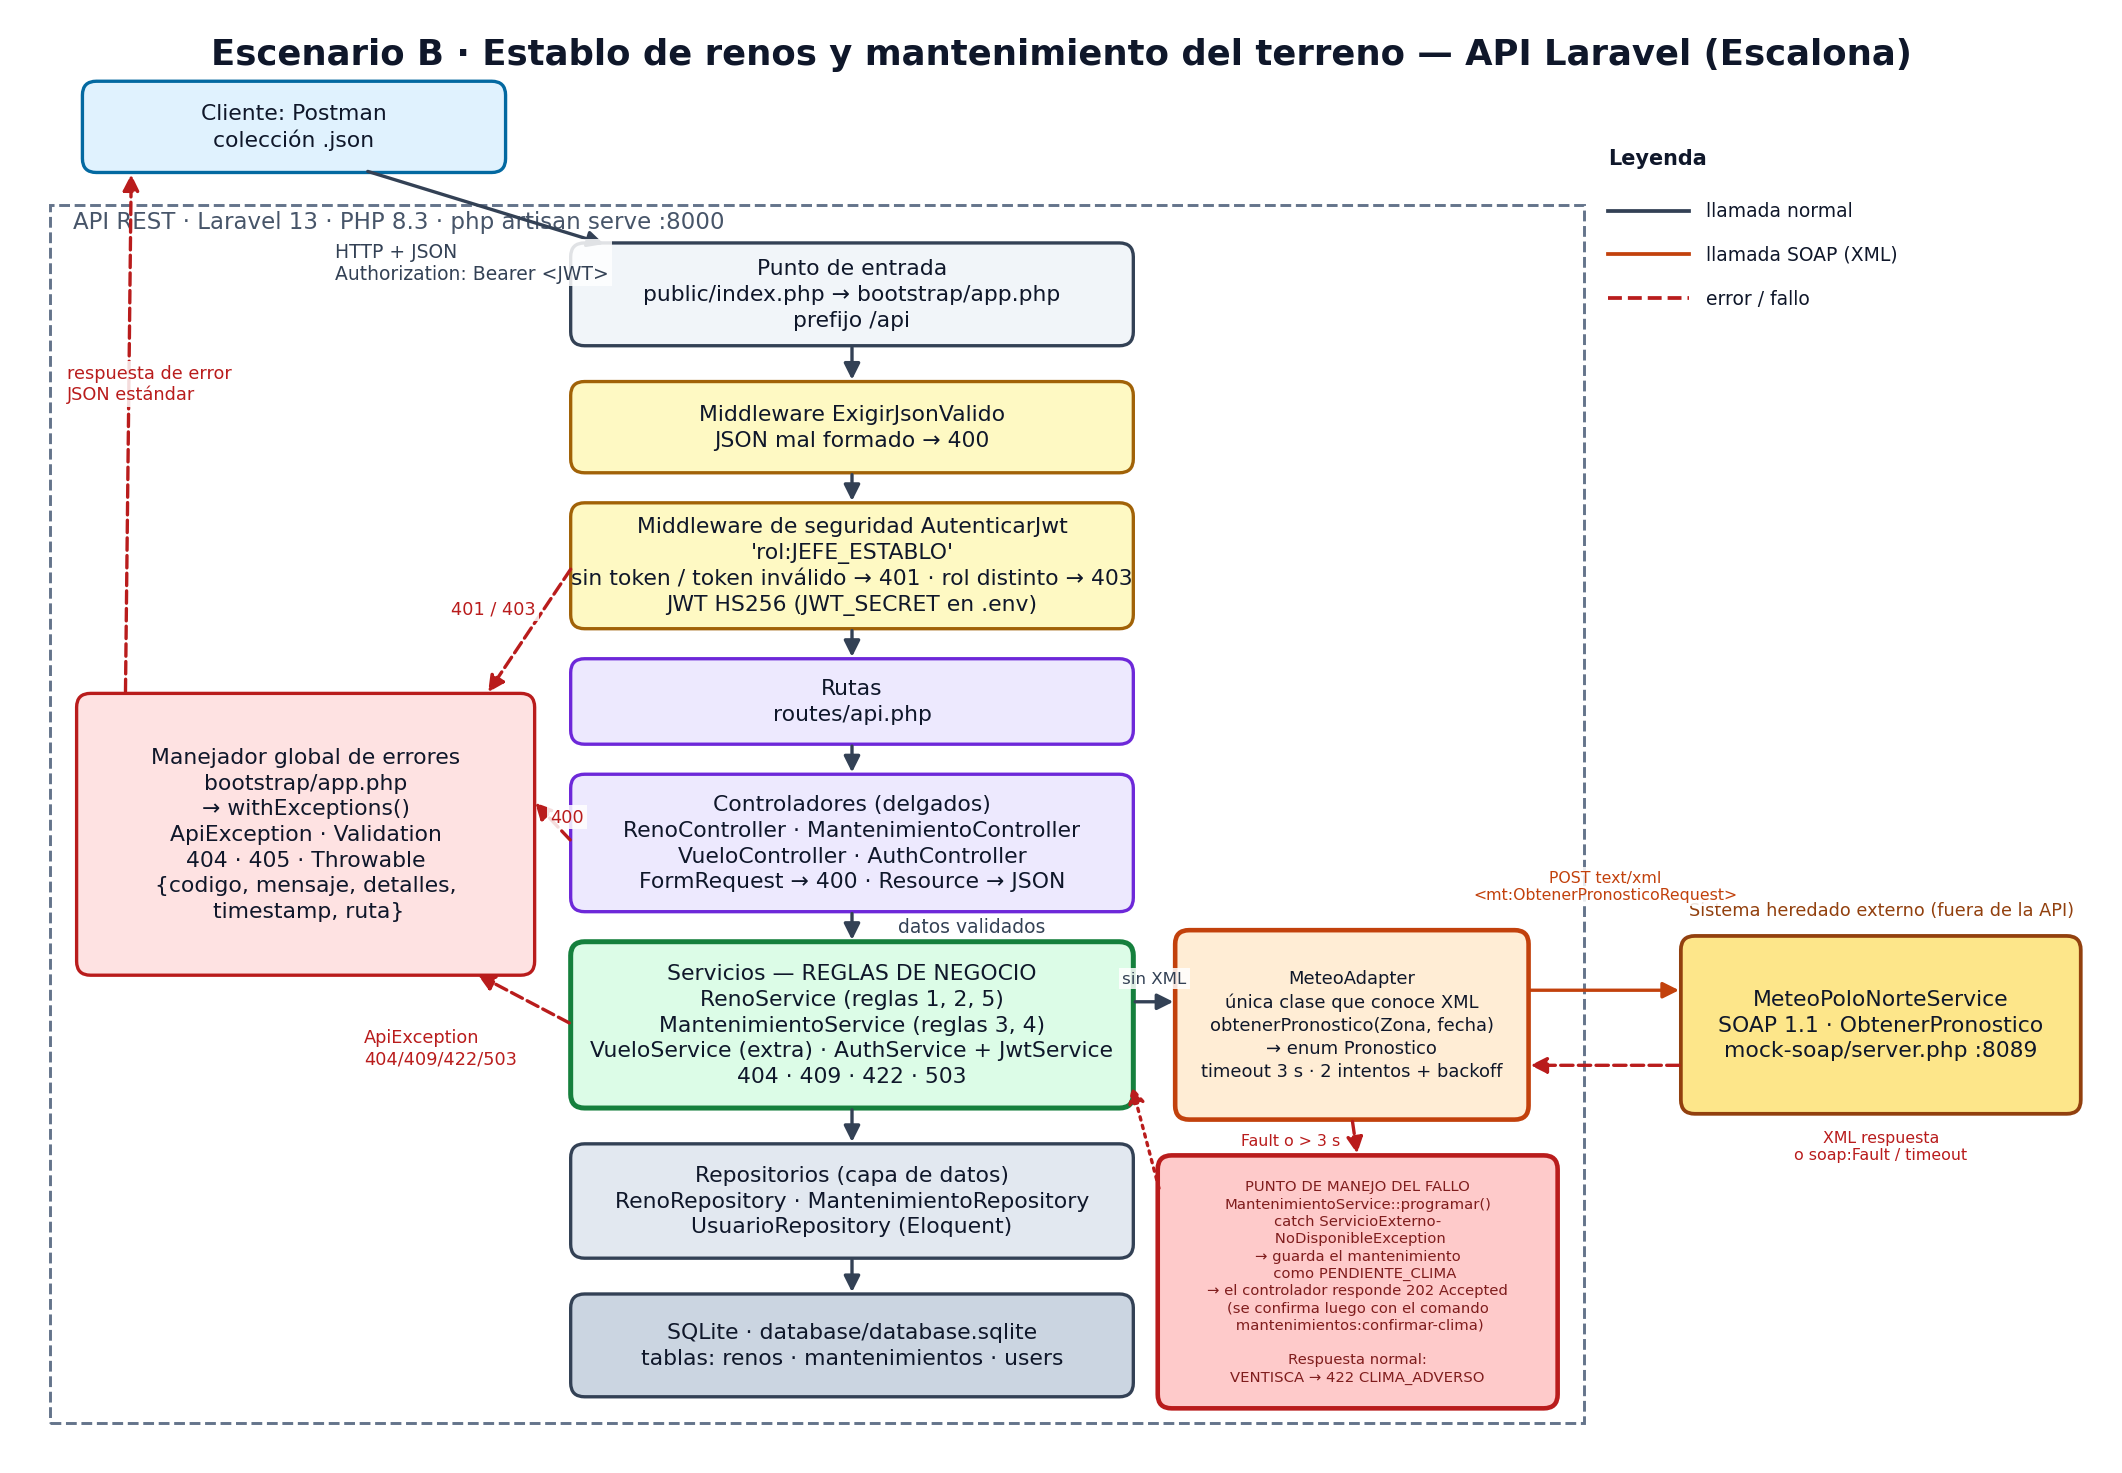 Escenario B · Establo de renos y mantenimiento del terreno — API Laravel (Escalona)
Cliente: Postman
colección .json
Leyenda
llamada normal
llamada SOAP (XML)
error / fallo
API REST · Laravel 13 · PHP 8.3 · php artisan serve :8000
HTTP + JSON
Authorization: Bearer <JWT>
Punto de entrada
public/index.php → bootstrap/app.php
prefijo /api
respuesta de error
JSON estándar
Middleware ExigirJsonValido
JSON mal formado → 400
Middleware de seguridad AutenticarJwt
'rol:JEFE_ESTABLO'
sin token / token inválido → 401 · rol distinto → 403
JWT HS256 (JWT_SECRET en .env)
401 / 403
Rutas
routes/api.php
Manejador global de errores
bootstrap/app.php
→ withExceptions()
ApiException · Validation
404 · 405 · Throwable
{codigo, mensaje, detalles,
timestamp, ruta}
400
Controladores (delgados)
RenoController · MantenimientoController
VueloController · AuthController
FormRequest → 400 · Resource → JSON
datos validados
Servicios — REGLAS DE NEGOCIO
RenoService (reglas 1, 2, 5)
MantenimientoService (reglas 3, 4)
VueloService (extra) · AuthService + JwtService
404 · 409 · 422 · 503
ApiException
404/409/422/503
sin XML
MeteoAdapter
única clase que conoce XML
obtenerPronostico(Zona, fecha)
→ enum Pronostico
timeout 3 s · 2 intentos + backoff
POST text/xml
<mt:ObtenerPronosticoRequest>
Sistema heredado externo (fuera de la API)
MeteoPoloNorteService
SOAP 1.1 · ObtenerPronostico
mock-soap/server.php :8089
XML respuesta
o soap:Fault / timeout
Fault o > 3 s
PUNTO DE MANEJO DEL FALLO
MantenimientoService::programar()
catch ServicioExterno-
NoDisponibleException
→ guarda el mantenimiento
como PENDIENTE_CLIMA
→ el controlador responde 202 Accepted
(se confirma luego con el comando
mantenimientos:confirmar-clima)
Respuesta normal:
VENTISCA → 422 CLIMA_ADVERSO
Repositorios (capa de datos)
RenoRepository · MantenimientoRepository
UsuarioRepository (Eloquent)
SQLite · database/database.sqlite
tablas: renos · mantenimientos · users